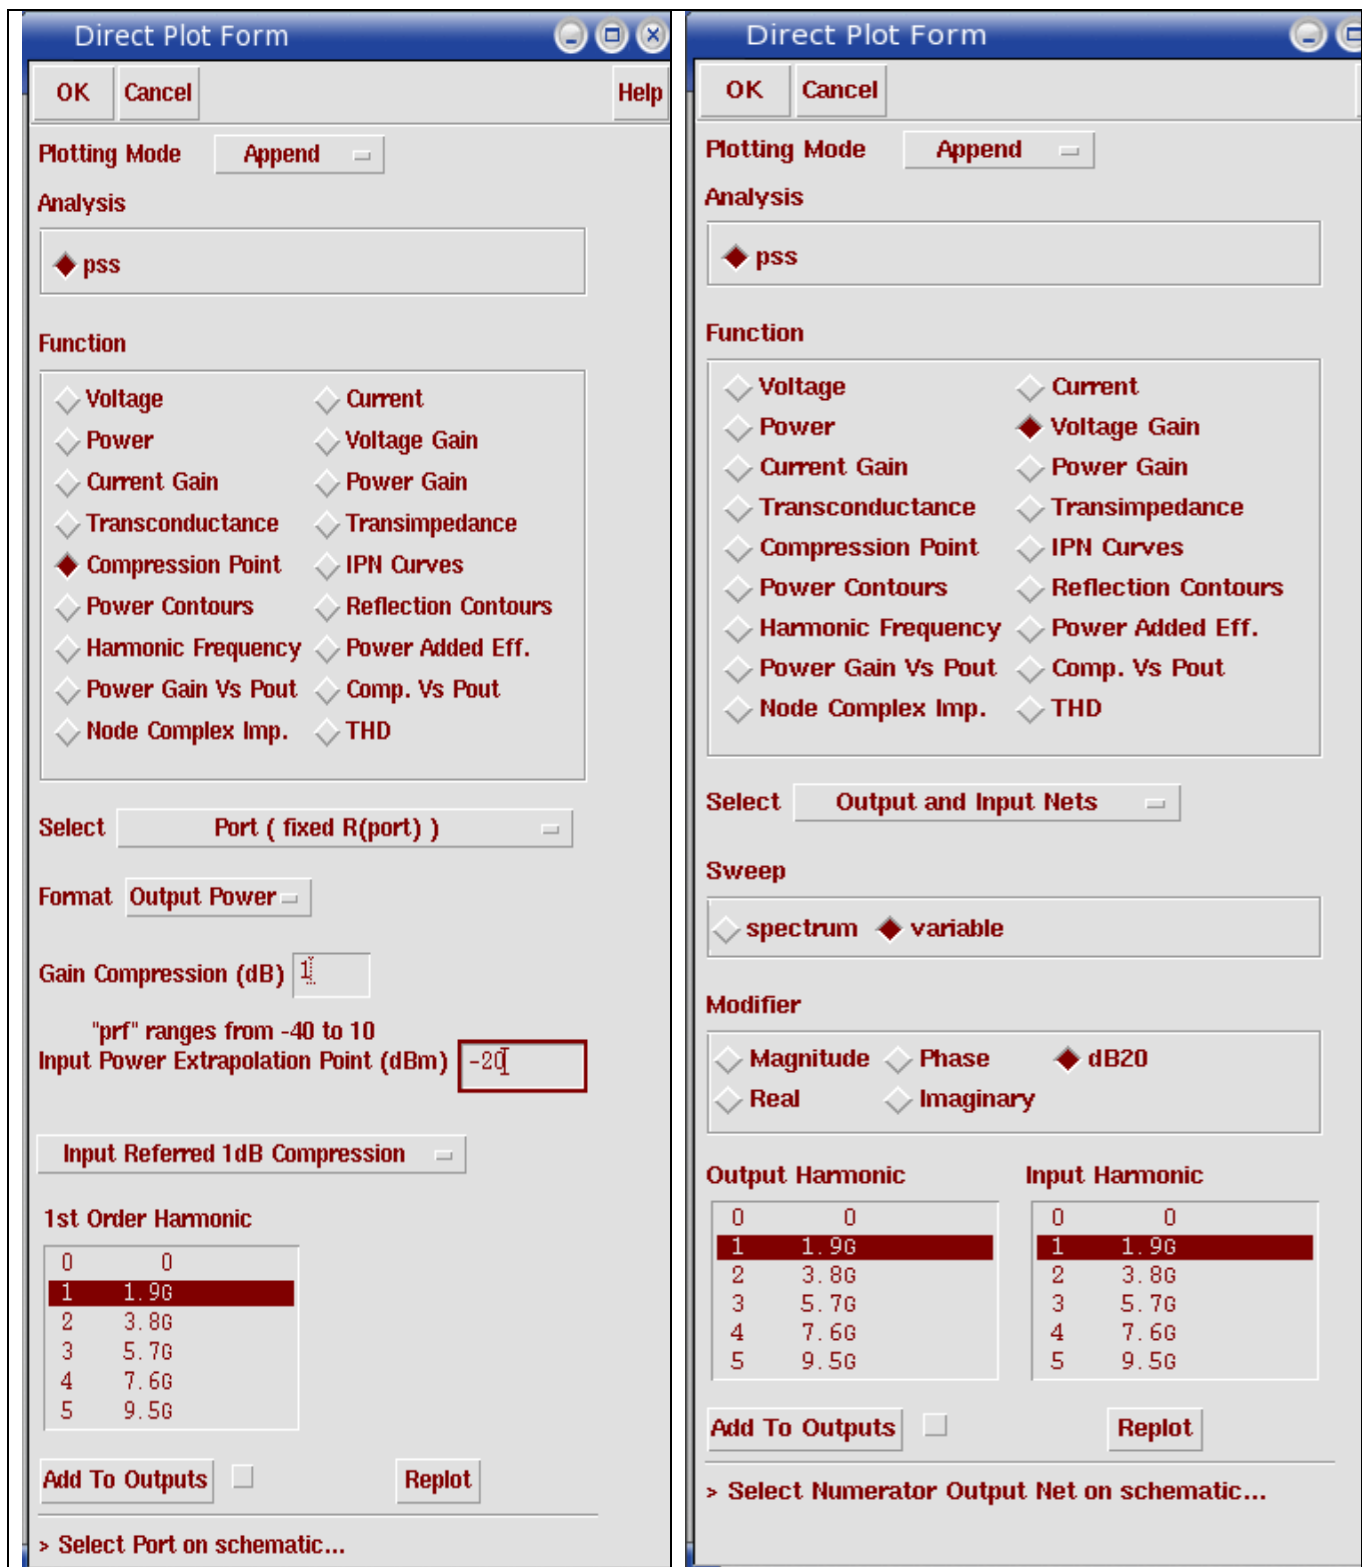 Direct Plot Form
OK Cancel Help
Plotting Mode Append
Analysis
pss
Function
Voltage Current
Power Voltage Gain
Current Gain Power Gain
Transconductance Transimpedance
Compression Point IPN Curves
Power Contours Reflection Contours
Harmonic Frequency Power Added Eff.
Power Gain Vs Pout Comp. Vs Pout
Node Complex Imp. THD
Select Port ( fixed R(port) )
Format Output Power
Gain Compression (dB) 1
"prf" ranges from -40 to 10
Input Power Extrapolation Point (dBm) -20
Input Referred 1dB Compression
1st Order Harmonic
0 0
1 1.9G
2 3.8G
3 5.7G
4 7.6G
5 9.5G
Add To Outputs Replot
> Select Port on schematic...
Direct Plot Form
OK Cancel
Plotting Mode Append
Analysis
pss
Function
Voltage Current
Power Voltage Gain
Current Gain Power Gain
Transconductance Transimpedance
Compression Point IPN Curves
Power Contours Reflection Contours
Harmonic Frequency Power Added Eff.
Power Gain Vs Pout Comp. Vs Pout
Node Complex Imp. THD
Select Output and Input Nets
Sweep
spectrum variable
Modifier
Magnitude Phase dB20
Real Imaginary
Output Harmonic Input Harmonic
0 0 0 0
1 1.9G 1 1.9G
2 3.8G 2 3.8G
3 5.7G 3 5.7G
4 7.6G 4 7.6G
5 9.5G 5 9.5G
Add To Outputs Replot
> Select Numerator Output Net on schematic...